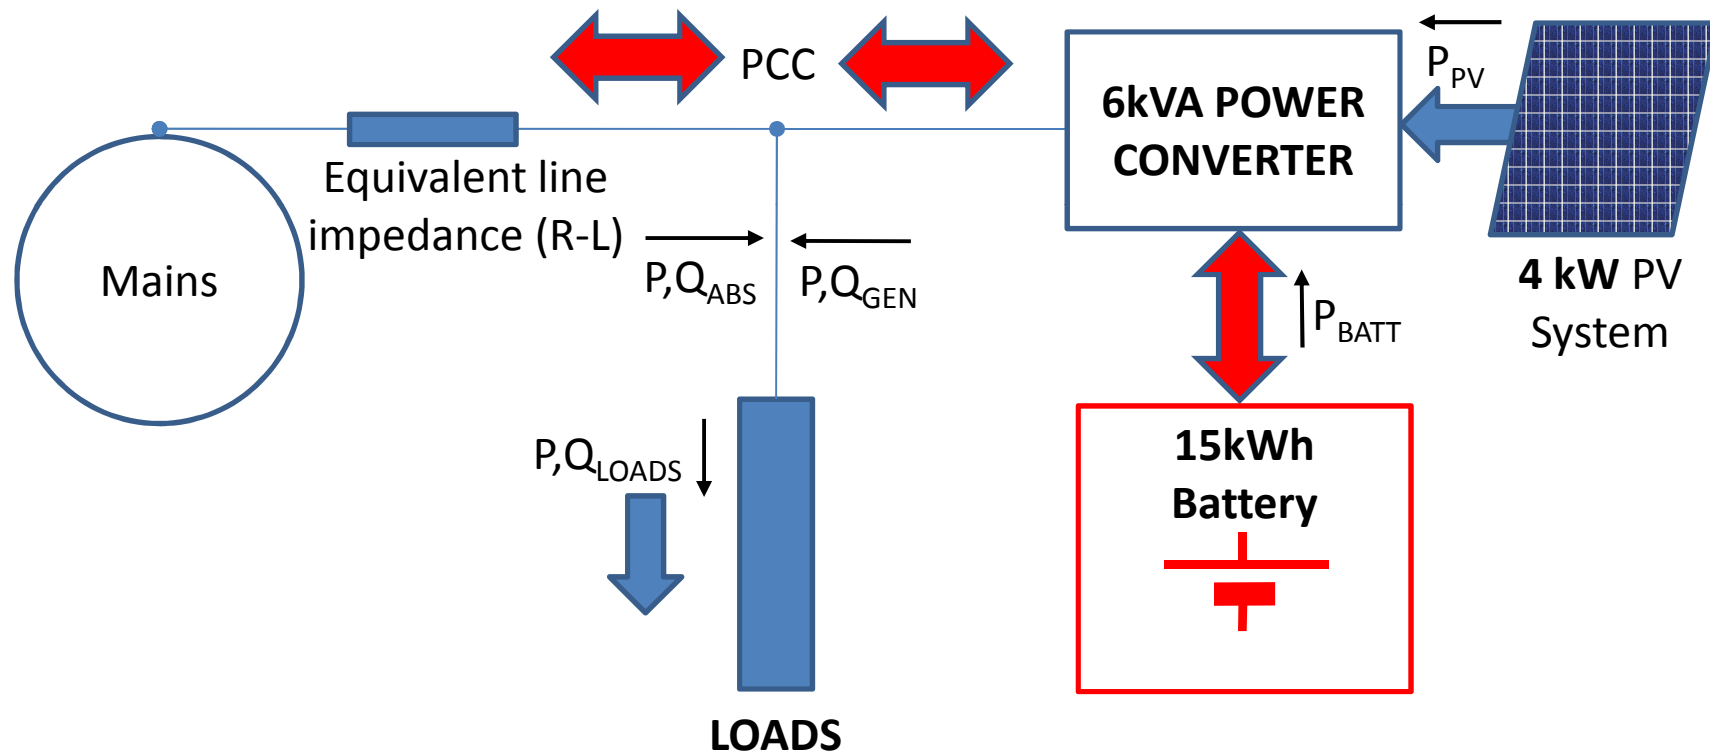 PCC
P_PV
6kVA POWER
CONVERTER
Equivalent line
impedance (R-L)
Mains
P,Q_ABS
P,Q_GEN
4 kW PV
System
P_BATT
P,Q_LOADS
15kWh
Battery
LOADS